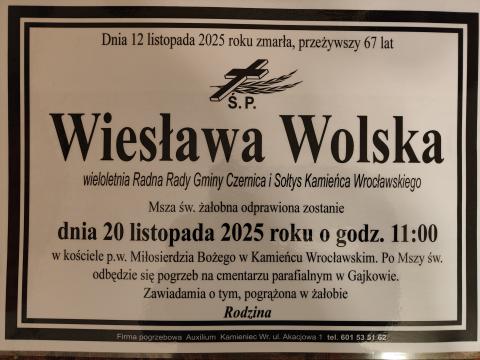 Dnia 12 listopada 2025 roku zmarła, przeżywszy 67 lat
Ś.P.
Wiesława Wolska
wieloletnia Radna Rady Gminy Czernica i Sołtys Kamieńca Wrocławskiego
Msza św. żałobna odprawiona zostanie
dnia 20 listopada 2025 roku o godz. 11:00
w kościele p.w. Miłosierdzia Bożego w Kamieńcu Wrocławskim. Po Mszy św.
odbędzie się pogrzeb na cmentarzu parafialnym w Gajkowie.
Zawiadamia o tym, pogrążona w żałobie
Rodzina
Firma pogrzebowa Auxilium Kamieniec Wr. ul. Akacjowa 1 tel. 601 53 51 62